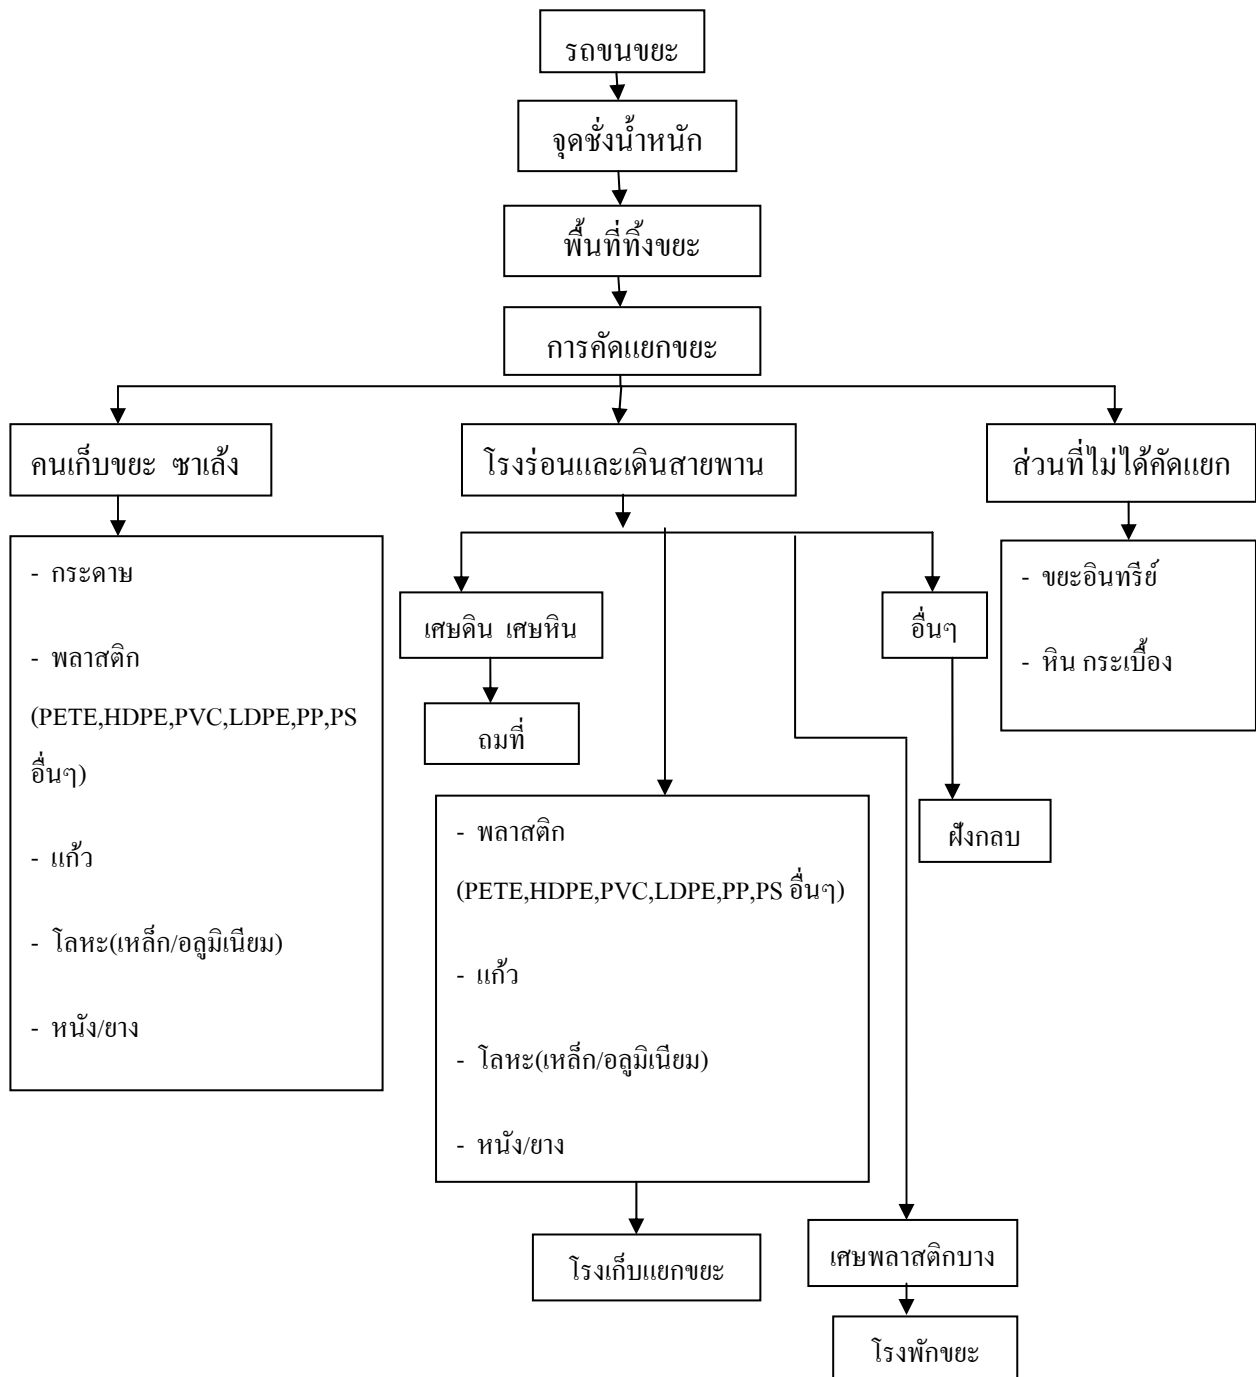 รถขนขยะ
จุดชั่งน้ำหนัก
พื้นที่ทิ้งขยะ
การคัดแยกขยะ
คนเก็บขยะ ซาเล้ง
โรงร่อนและเดินสายพาน
ส่วนที่ไม่ได้คัดแยก
- กระดาษ
- พลาสติก
(PETE,HDPE,PVC,LDPE,PP,PS
อื่นๆ)
- แก้ว
- โลหะ(เหล็ก/อลูมิเนียม)
- หนัง/ยาง
เศษดิน เศษหิน
ถมที่
- พลาสติก
(PETE,HDPE,PVC,LDPE,PP,PS อื่นๆ)
- แก้ว
- โลหะ(เหล็ก/อลูมิเนียม)
- หนัง/ยาง
โรงเก็บแยกขยะ
เศษพลาสติกบาง
โรงพักขยะ
อื่นๆ
ฝังกลบ
- ขยะอินทรีย์
- หิน กระเบื้อง